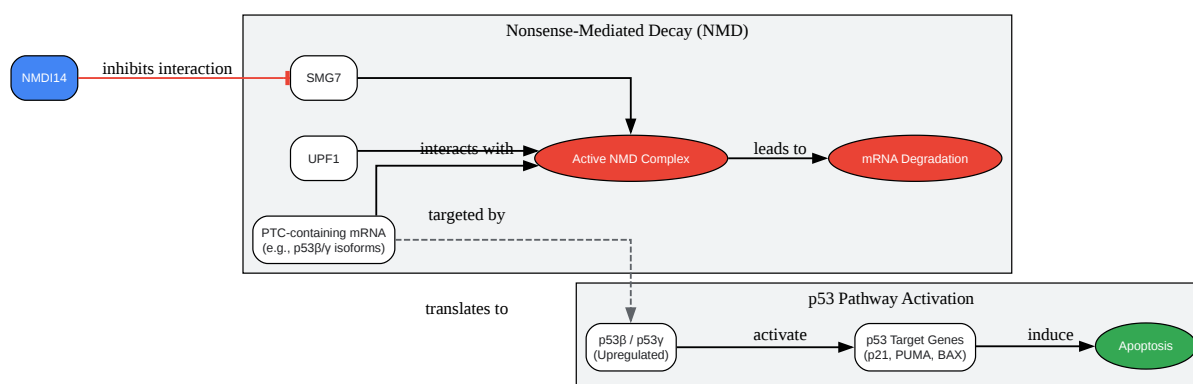 Nonsense-Mediated Decay (NMD)
NMDI14
inhibits interaction
SMG7
UPF1
interacts with
Active NMD Complex
leads to
mRNA Degradation
PTC-containing mRNA
(e.g., p53β/γ isoforms)
targeted by
translates to
p53 Pathway Activation
p53β / p53γ
(Upregulated)
activate
p53 Target Genes
(p21, PUMA, BAX)
induce
Apoptosis